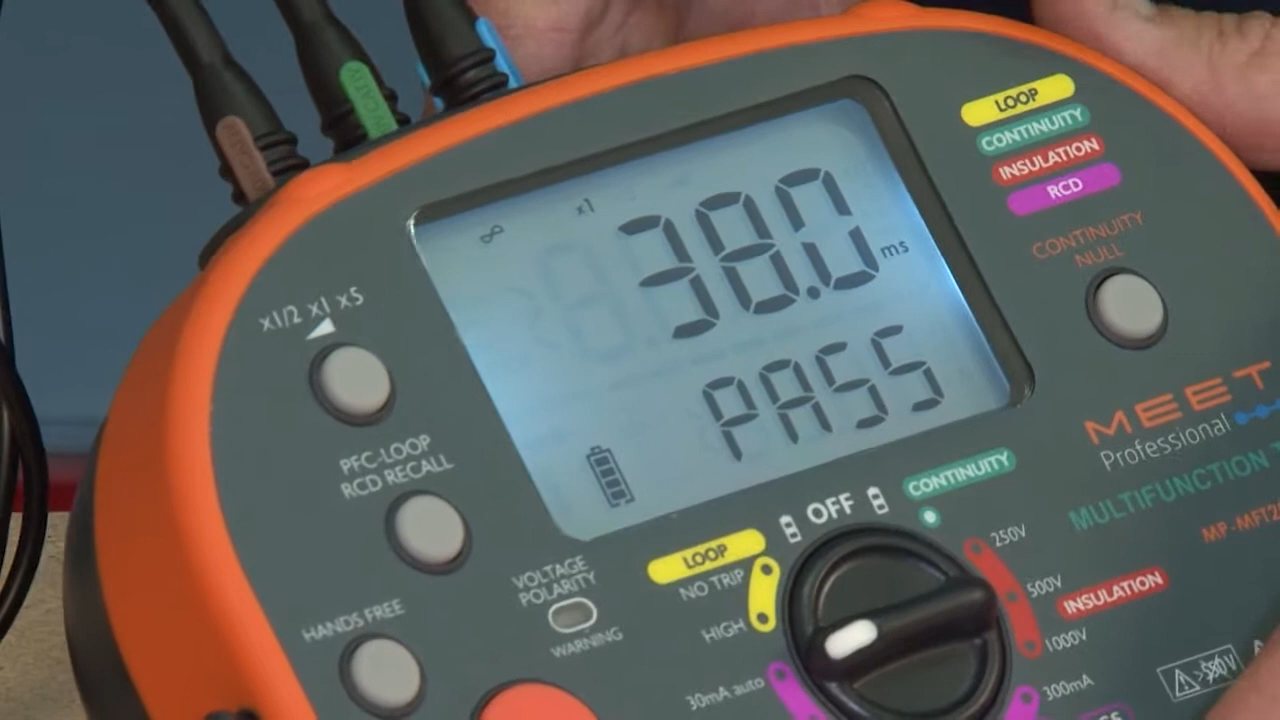 LOOP
CONTINUITY
INSULATION
RCD
CONTINUITY
NULL
∞ x1 38.0 ms
PASS
x1/2 x1 x5
PFC-LOOP
RCD RECALL
HANDS FREE
VOLTAGE
POLARITY
WARNING
LOOP
NO TRIP
HIGH
30mA auto
OFF
CONTINUITY
250V
500V
INSULATION
1000V
300mA
MEET
Professional
MULTIFUNCTION